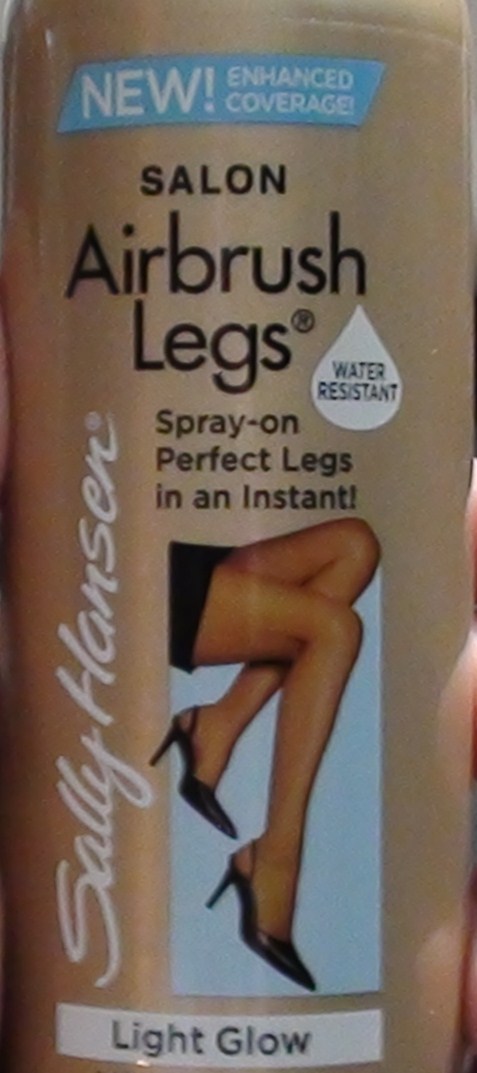 NEW! ENHANCED
COVERAGE!
SALON
Airbrush
Legs®
WATER
RESISTANT
Spray-on
Perfect Legs
in an Instant!
Sally Hansen®
Light Glow